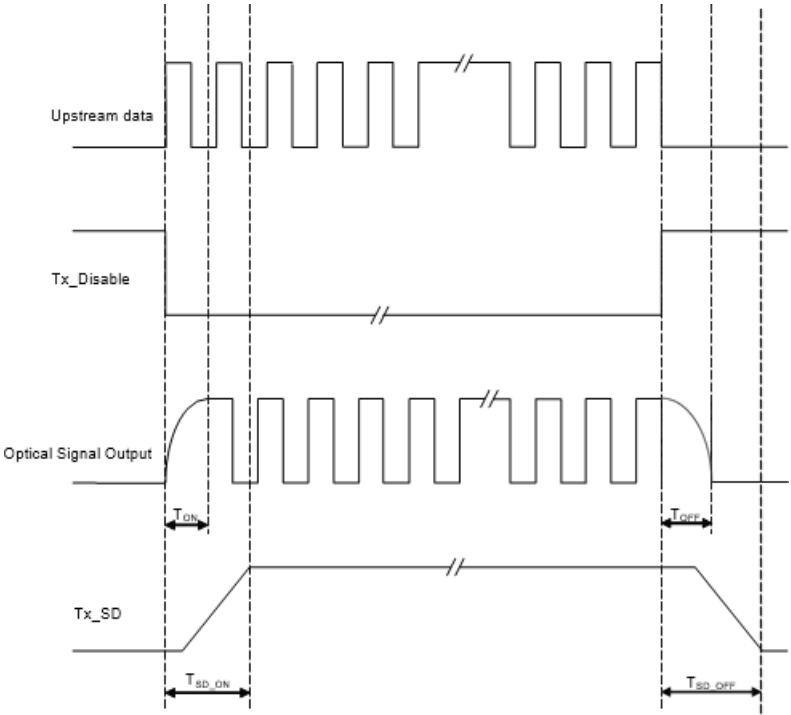 Upstream data
Tx_Disable
Optical Signal Output
TON
TOFF
Tx_SD
TSD_ON
TSD_OFF